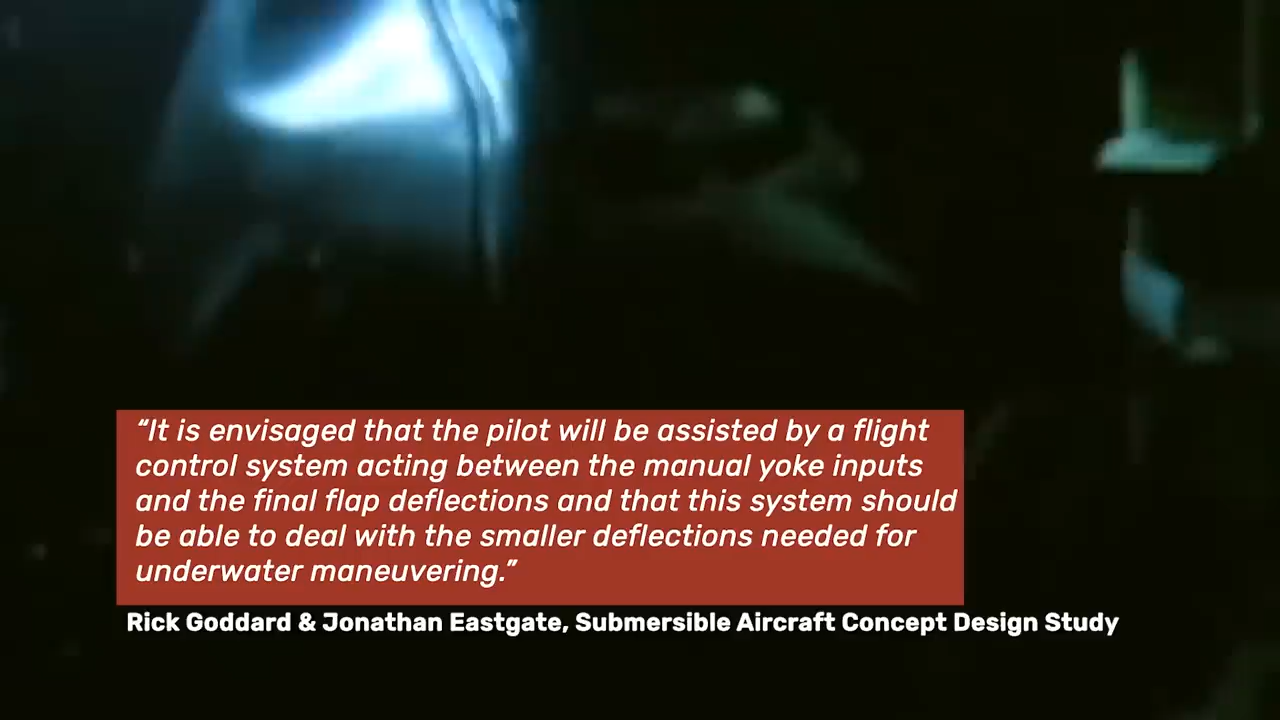 “It is envisaged that the pilot will be assisted by a flight
control system acting between the manual yoke inputs
and the final flap deflections and that this system should
be able to deal with the smaller deflections needed for
underwater maneuvering.”
Rick Goddard & Jonathan Eastgate, Submersible Aircraft Concept Design Study